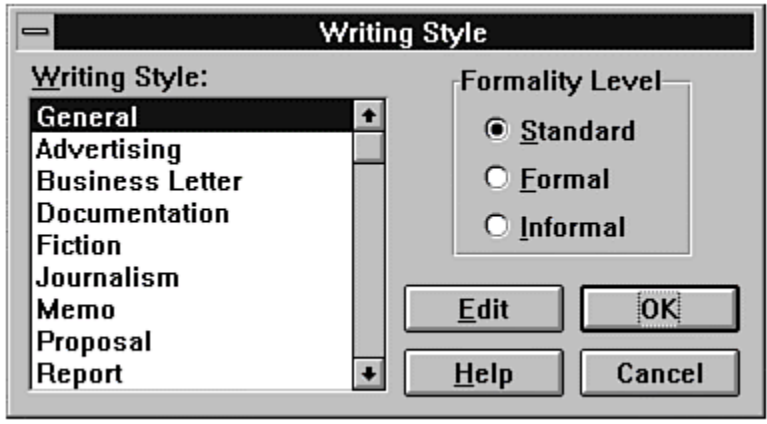 Writing Style
Writing Style:
General
Advertising
Business Letter
Documentation
Fiction
Journalism
Memo
Proposal
Report
Formality Level
Standard
Formal
Informal
Edit
OK
Help
Cancel